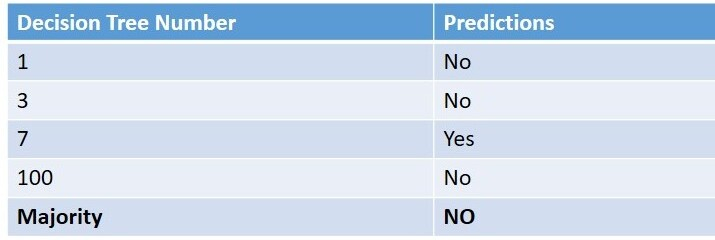 Decision Tree Number Predictions
1 No
3 No
7 Yes
100 No
Majority NO